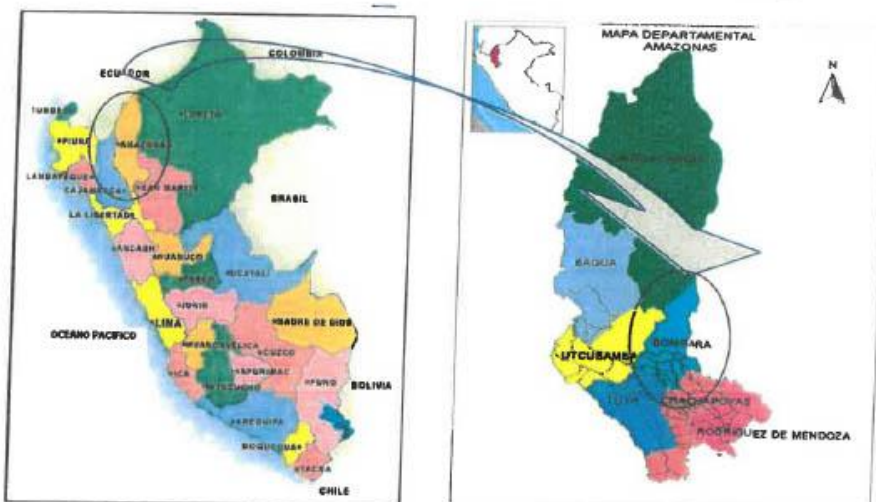 COLOMBIA
ECUADOR
TUMBE
LORETO
PIURA
AMAZONAS
LAMBAYEQUE
CAJAMARCA
SAN MARTIN
BRASIL
LA LIBERTAD
ANCASH
HUANUCO
UCAYALI
PASCO
JUNIN
LIMA
MADRE DE DIOS
OCEANO PACIFICO
HUANCAVELICA
CUZCO
ICA
APURIMAC
PUNO
AYACUCHO
BOLIVIA
AREQUIPA
MOQUEGUA
TACNA
CHILE
MAPA DEPARTAMENTAL
AMAZONAS
N
BAGUA
UTCUBAMBA
BONGARA
LUYA
CHACHAPOYAS
RODRIGUEZ DE MENDOZA